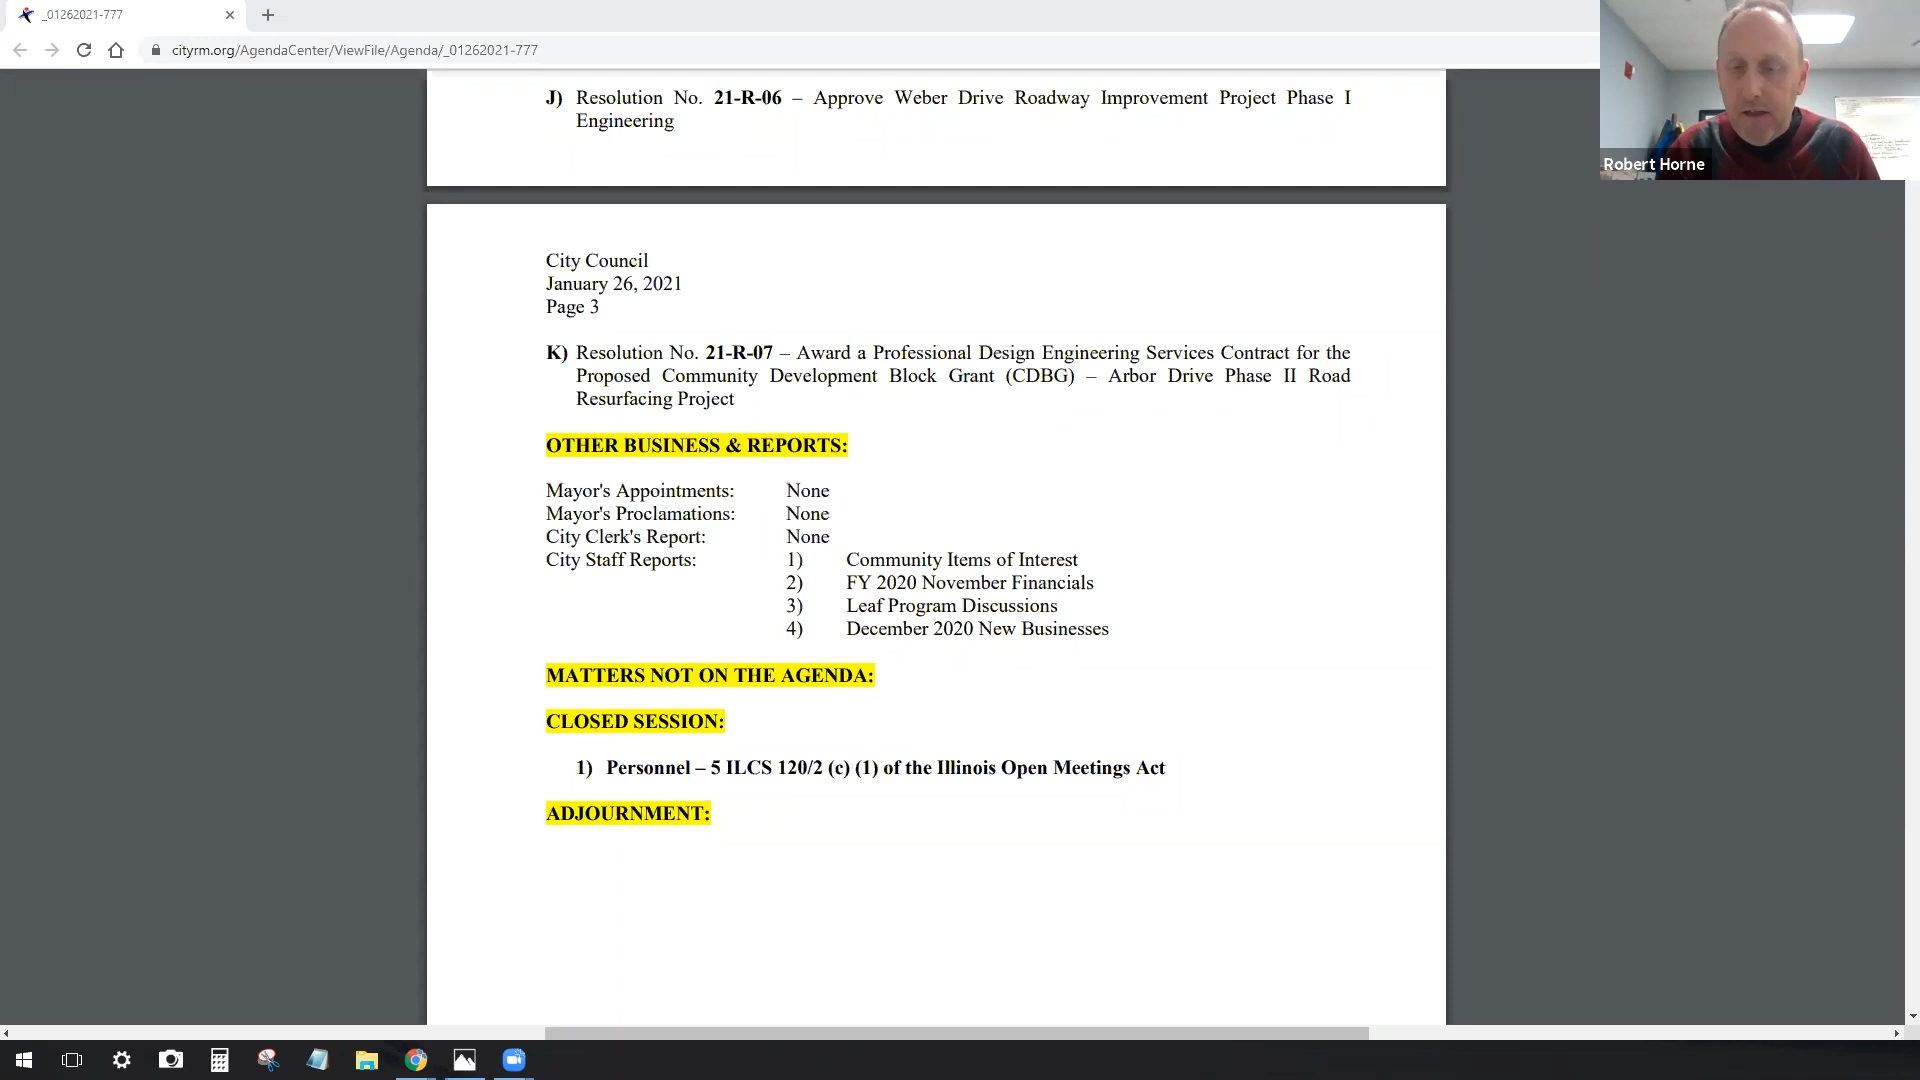 _01262021-777
cityrm.org/AgendaCenter/ViewFile/Agenda/_01262021-777
J) Resolution No. 21-R-06 – Approve Weber Drive Roadway Improvement Project Phase I
Engineering
Robert Horne
City Council
January 26, 2021
Page 3
K) Resolution No. 21-R-07 – Award a Professional Design Engineering Services Contract for the
Proposed Community Development Block Grant (CDBG) – Arbor Drive Phase II Road
Resurfacing Project
OTHER BUSINESS & REPORTS:
Mayor's Appointments: None
Mayor's Proclamations: None
City Clerk's Report: None
City Staff Reports: 1) Community Items of Interest
2) FY 2020 November Financials
3) Leaf Program Discussions
4) December 2020 New Businesses
MATTERS NOT ON THE AGENDA:
CLOSED SESSION:
1) Personnel – 5 ILCS 120/2 (c) (1) of the Illinois Open Meetings Act
ADJOURNMENT: